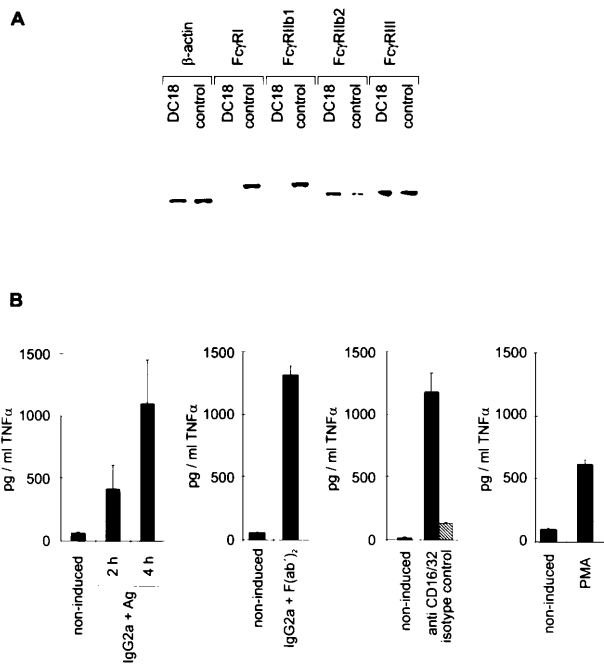 A
β-actin
FcγRI
FcγRIIb1
FcγRIIb2
FcγRIII
DC18
control
DC18
control
DC18
control
DC18
control
DC18
control
B
pg / ml TNFα
1500
1000
500
0
non-induced
2 h
4 h
IgG2a + Ag
pg / ml TNFα
1500
1000
500
0
non-induced
IgG2a + F(ab´)₂
pg / ml TNFα
1500
1000
500
0
non-induced
anti CD16/32
isotype control
pg / ml TNFα
1500
1000
500
0
non-induced
PMA